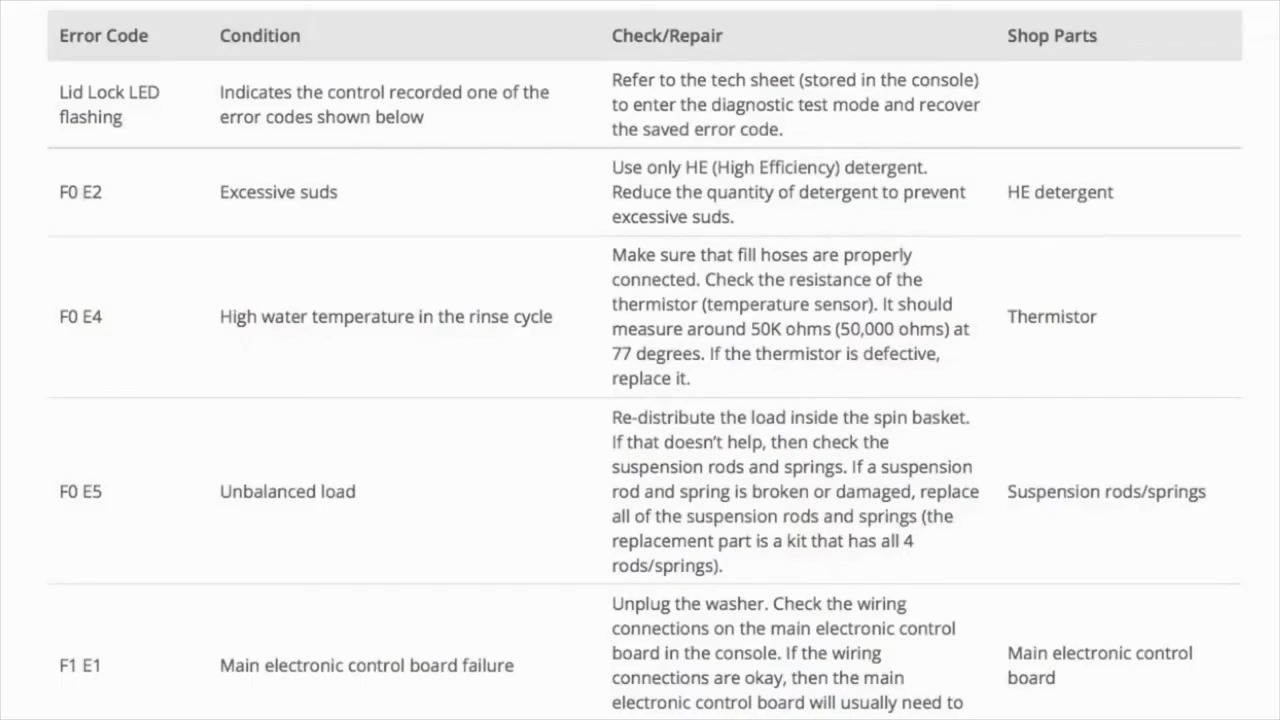 Error Code Condition Check/Repair Shop Parts
Lid Lock LED flashing
Indicates the control recorded one of the
error codes shown below
Refer to the tech sheet (stored in the console)
to enter the diagnostic test mode and recover
the saved error code.
F0 E2
Excessive suds
Use only HE (High Efficiency) detergent.
Reduce the quantity of detergent to prevent
excessive suds.
HE detergent
F0 E4
High water temperature in the rinse cycle
Make sure that fill hoses are properly
connected. Check the resistance of the
thermistor (temperature sensor). It should
measure around 50K ohms (50,000 ohms) at
77 degrees. If the thermistor is defective,
replace it.
Thermistor
F0 E5
Unbalanced load
Re-distribute the load inside the spin basket.
If that doesn't help, then check the
suspension rods and springs. If a suspension
rod and spring is broken or damaged, replace
all of the suspension rods and springs (the
replacement part is a kit that has all 4
rods/springs).
Suspension rods/springs
F1 E1
Main electronic control board failure
Unplug the washer. Check the wiring
connections on the main electronic control
board in the console. If the wiring
connections are okay, then the main
electronic control board will usually need to
Main electronic control
board